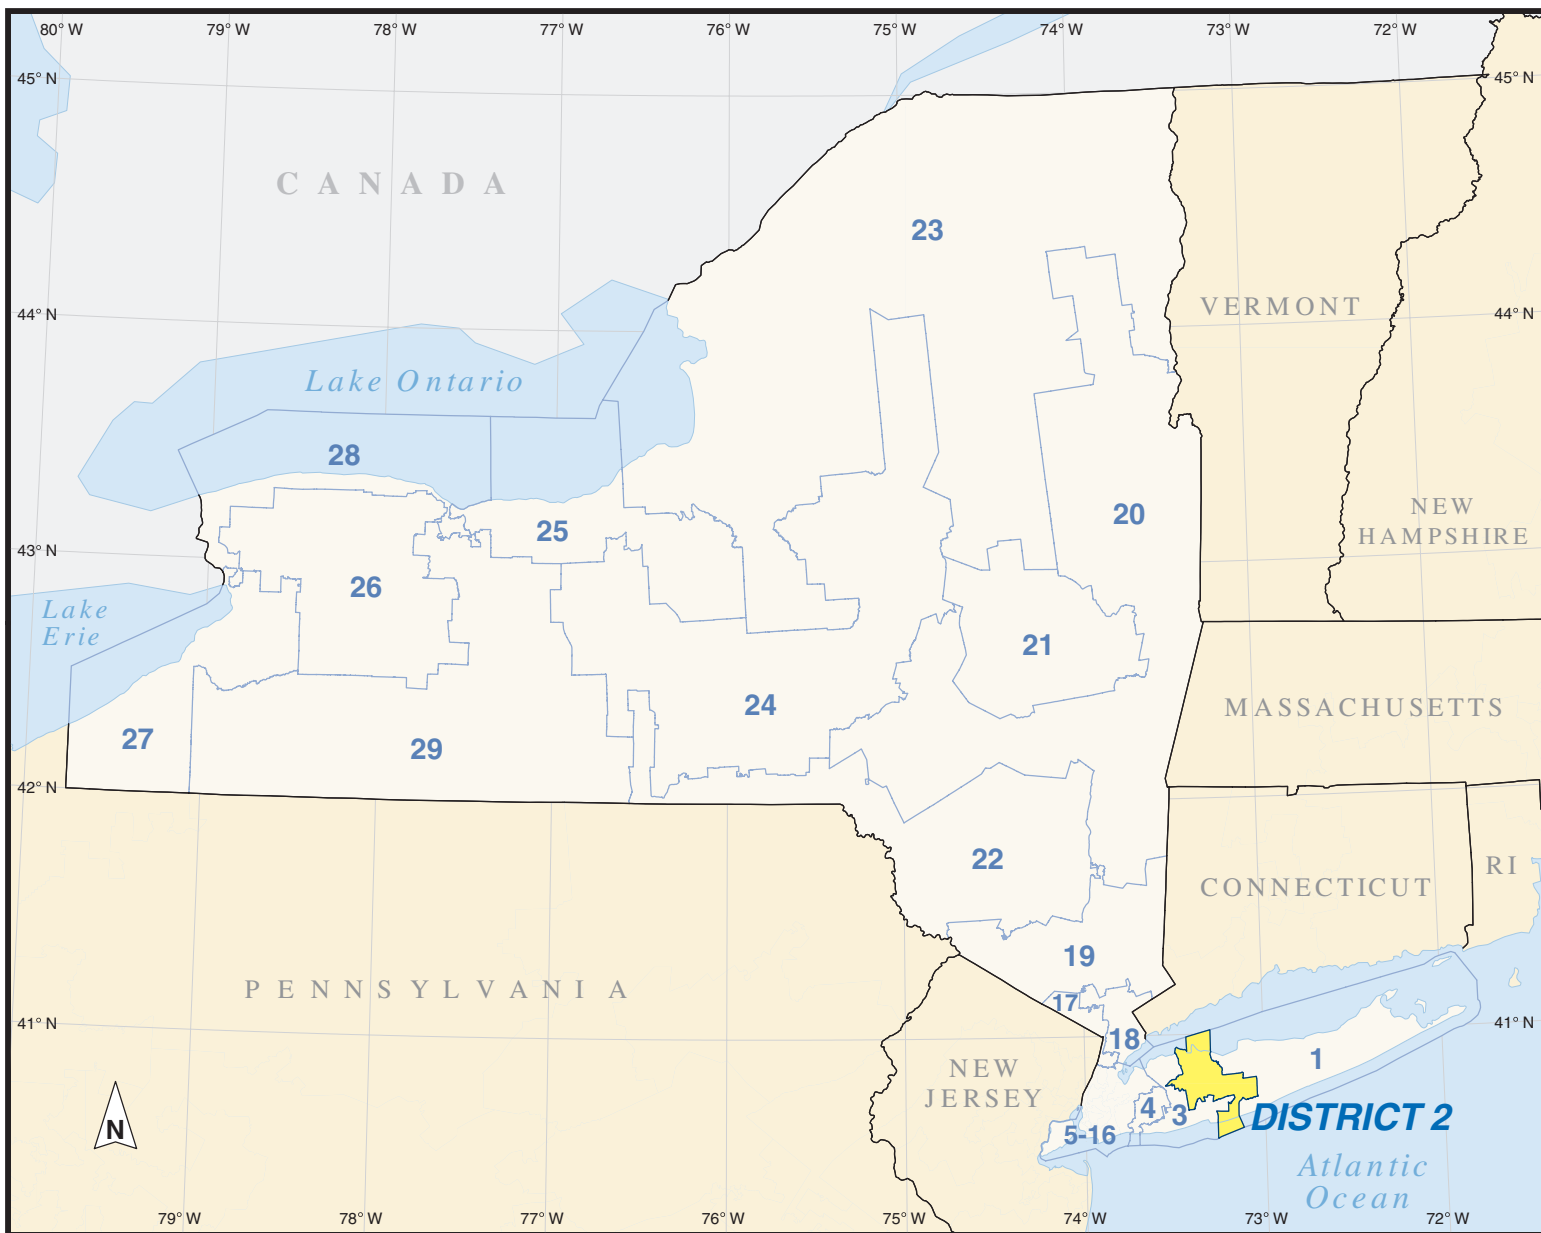 80° W 79° W 78° W 77° W 76° W 75° W 74° W 73° W 72° W
45° N 45° N
CANADA
23
VERMONT
44° N 44° N
Lake Ontario
28
NEW
HAMPSHIRE
20
25
43° N 43° N
26
Lake
Erie
21
24
MASSACHUSETTS
27
29
42° N 42° N
22
RI
CONNECTICUT
19
PENNSYLVANIA
17
41° N 41° N
18
1
NEW
JERSEY
4
3
DISTRICT 2
N
5-16
Atlantic
Ocean
79° W 78° W 77° W 76° W 75° W 74° W 73° W 72° W